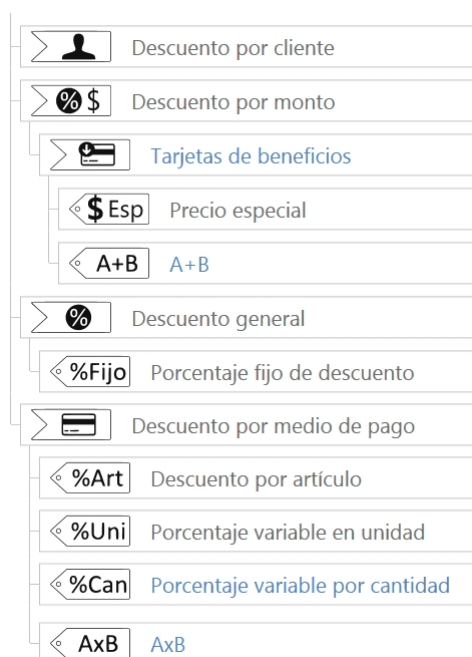 Descuento por cliente
% $ Descuento por monto
Tarjetas de beneficios
$ Esp Precio especial
A+B A+B
% Descuento general
%Fijo Porcentaje fijo de descuento
Descuento por medio de pago
%Art Descuento por artículo
%Uni Porcentaje variable en unidad
%Can Porcentaje variable por cantidad
AxB AxB